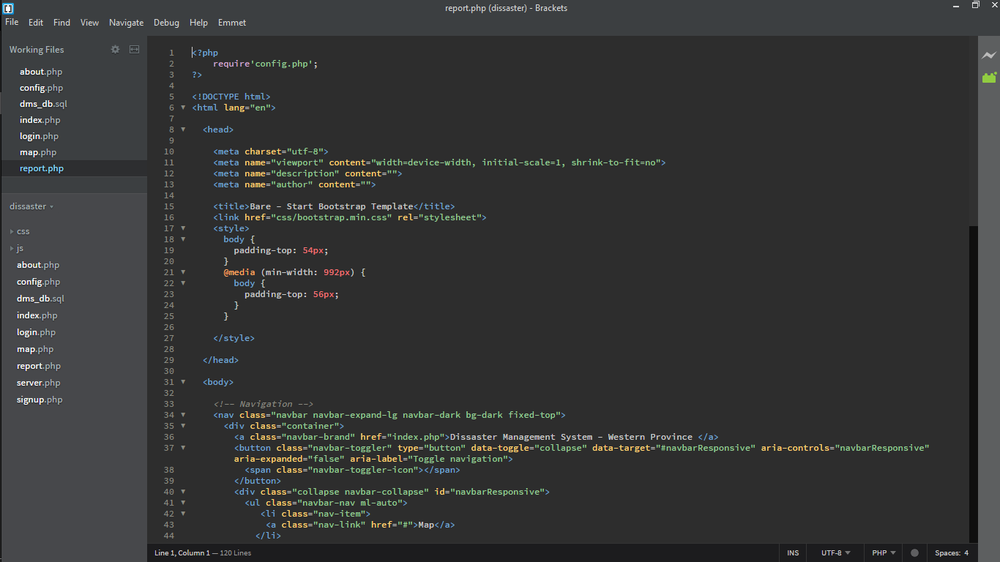 report.php (dissaster) - Brackets
File Edit Find View Navigate Debug Help Emmet
Working Files
about.php
config.php
dms_db.sql
index.php
login.php
map.php
report.php
dissaster
css
js
about.php
config.php
dms_db.sql
index.php
login.php
map.php
report.php
server.php
signup.php
1 <?php
2 require'config.php';
3 ?>
4
5 <!DOCTYPE html>
6 <html lang="en">
7
8 <head>
9
10 <meta charset="utf-8">
11 <meta name="viewport" content="width=device-width, initial-scale=1, shrink-to-fit=no">
12 <meta name="description" content="">
13 <meta name="author" content="">
14
15 <title>Bare - Start Bootstrap Template</title>
16 <link href="css/bootstrap.min.css" rel="stylesheet">
17 <style>
18 body {
19 padding-top: 54px;
20 }
21 @media (min-width: 992px) {
22 body {
23 padding-top: 56px;
24 }
25 }
26
27 </style>
28
29 </head>
30
31 <body>
32
33 <!-- Navigation -->
34 <nav class="navbar navbar-expand-lg navbar-dark bg-dark fixed-top">
35 <div class="container">
36 <a class="navbar-brand" href="index.php">Dissaster Management System - Western Province </a>
37 <button class="navbar-toggler" type="button" data-toggle="collapse" data-target="#navbarResponsive" aria-controls="navbarResponsive"
aria-expanded="false" aria-label="Toggle navigation">
38 <span class="navbar-toggler-icon"></span>
39 </button>
40 <div class="collapse navbar-collapse" id="navbarResponsive">
41 <ul class="navbar-nav ml-auto">
42 <li class="nav-item">
43 <a class="nav-link" href="#">Map</a>
44 </li>
Line 1, Column 1 — 120 Lines
INS UTF-8 PHP Spaces: 4